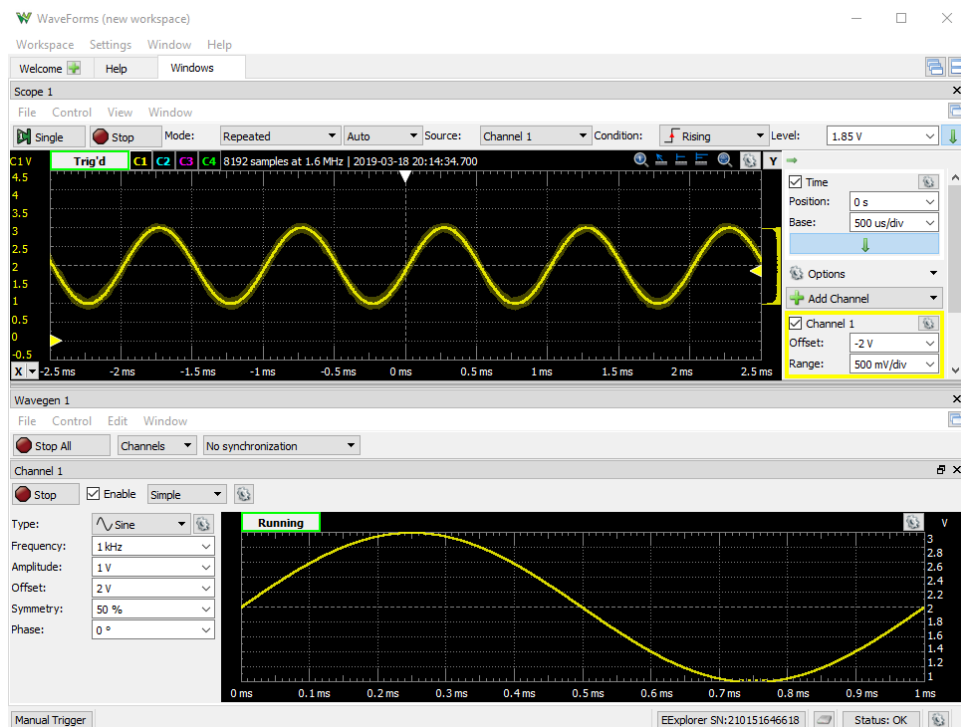 WaveForms (new workspace)
Workspace Settings Window Help
Welcome Help Windows
Scope 1
File Control View Window
Single Stop Mode: Repeated Auto Source: Channel 1 Condition: Rising Level: 1.85 V
C1 V Trig'd C1 C2 C3 C4 8192 samples at 1.6 MHz | 2019-03-18 20:14:34.700 Y
4.5
4
3.5
3
2.5
2
1.5
1
0.5
0
-0.5
X -2.5 ms -2 ms -1.5 ms -1 ms -0.5 ms 0 ms 0.5 ms 1 ms 1.5 ms 2 ms 2.5 ms
Time
Position: 0 s
Base: 500 us/div
Options
Add Channel
Channel 1
Offset: -2 V
Range: 500 mV/div
Wavegen 1
File Control Edit Window
Stop All Channels No synchronization
Channel 1
Stop Enable Simple
Type: Sine
Frequency: 1 kHz
Amplitude: 1 V
Offset: 2 V
Symmetry: 50 %
Phase: 0 °
Running V
3
2.8
2.6
2.4
2.2
2
1.8
1.6
1.4
1.2
1
0 ms 0.1 ms 0.2 ms 0.3 ms 0.4 ms 0.5 ms 0.6 ms 0.7 ms 0.8 ms 0.9 ms 1 ms
Manual Trigger EExplorer SN:210151646618 Status: OK